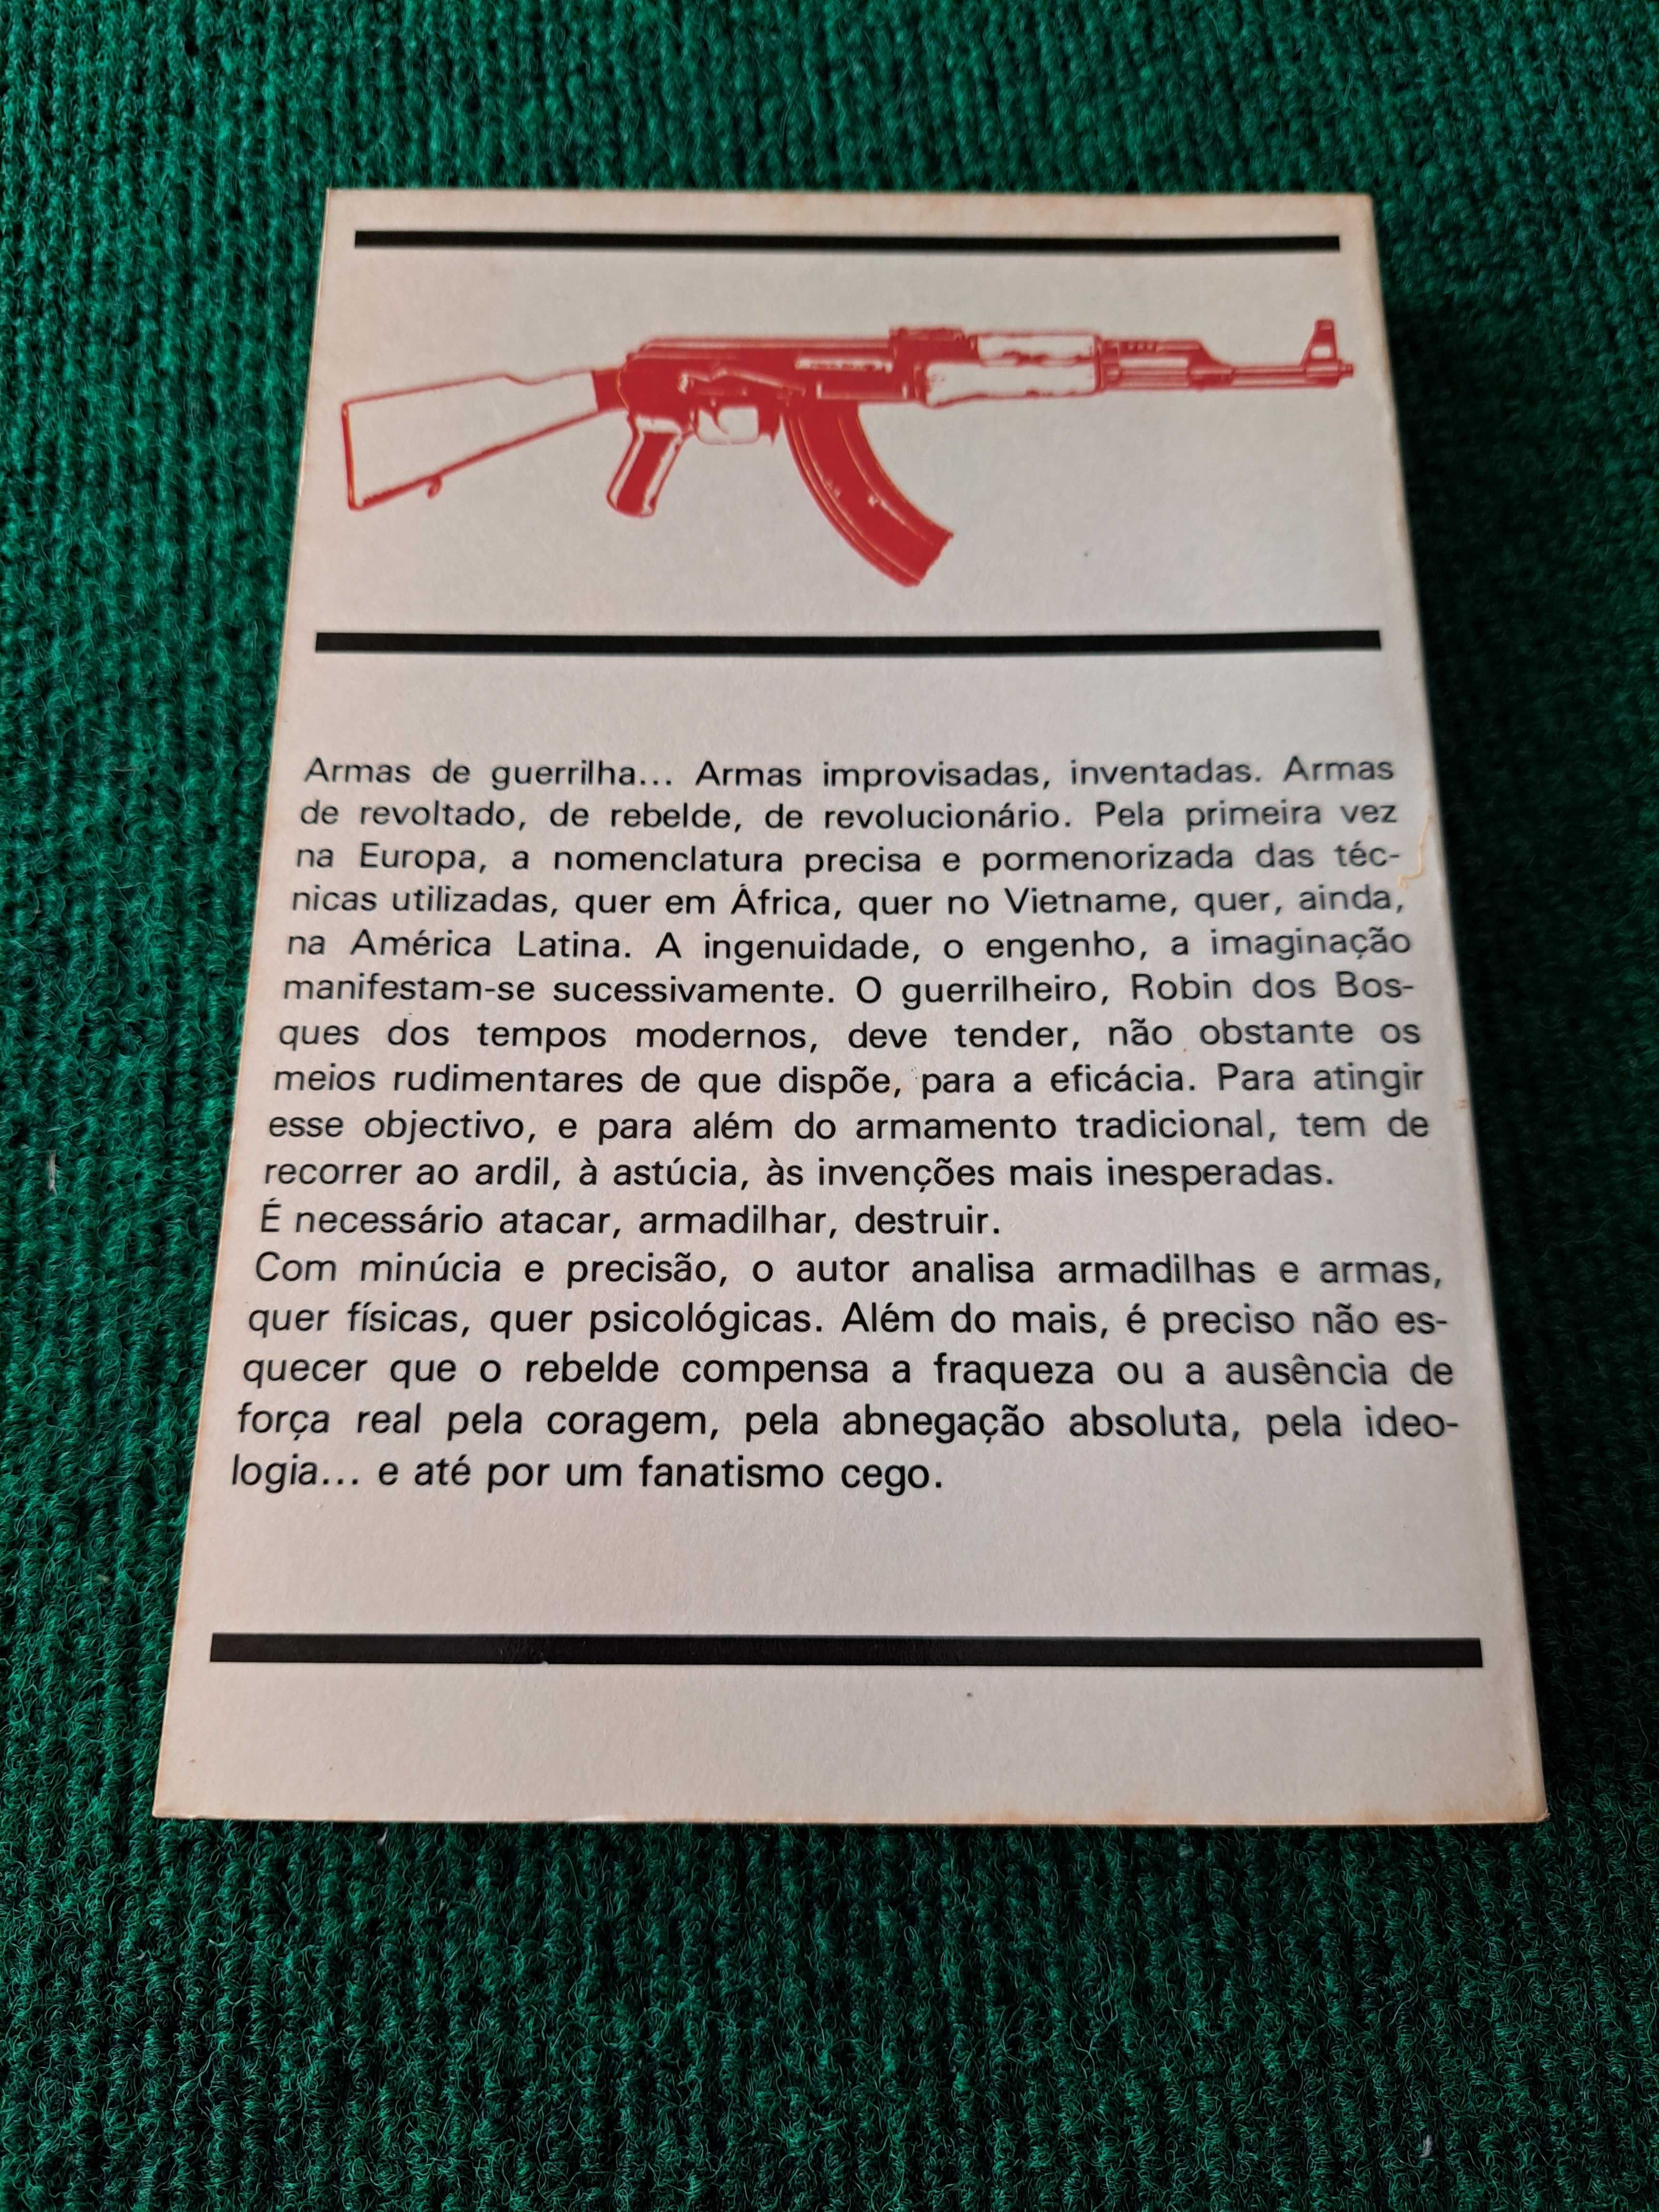 Armas de guerrilha... Armas improvisadas, inventadas. Armas
de revoltado, de rebelde, de revolucionário. Pela primeira vez
na Europa, a nomenclatura precisa e pormenorizada das téc-
nicas utilizadas, quer em África, quer no Vietname, quer, ainda,
na América Latina. A ingenuidade, o engenho, a imaginação
manifestam-se sucessivamente. O guerrilheiro, Robin dos Bos-
ques dos tempos modernos, deve tender, não obstante os
meios rudimentares de que dispõe, para a eficácia. Para atingir
esse objectivo, e para além do armamento tradicional, tem de
recorrer ao ardil, à astúcia, às invenções mais inesperadas.
É necessário atacar, armadilhar, destruir.
Com minúcia e precisão, o autor analisa armadilhas e armas,
quer físicas, quer psicológicas. Além do mais, é preciso não es-
quecer que o rebelde compensa a fraqueza ou a ausência de
força real pela coragem, pela abnegação absoluta, pela ideo-
logia... e até por um fanatismo cego.